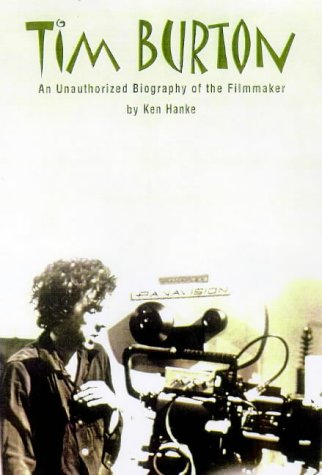 TIM BURTON
An Unauthorized Biography of the Filmmaker
by Ken Hanke
PANAVISION